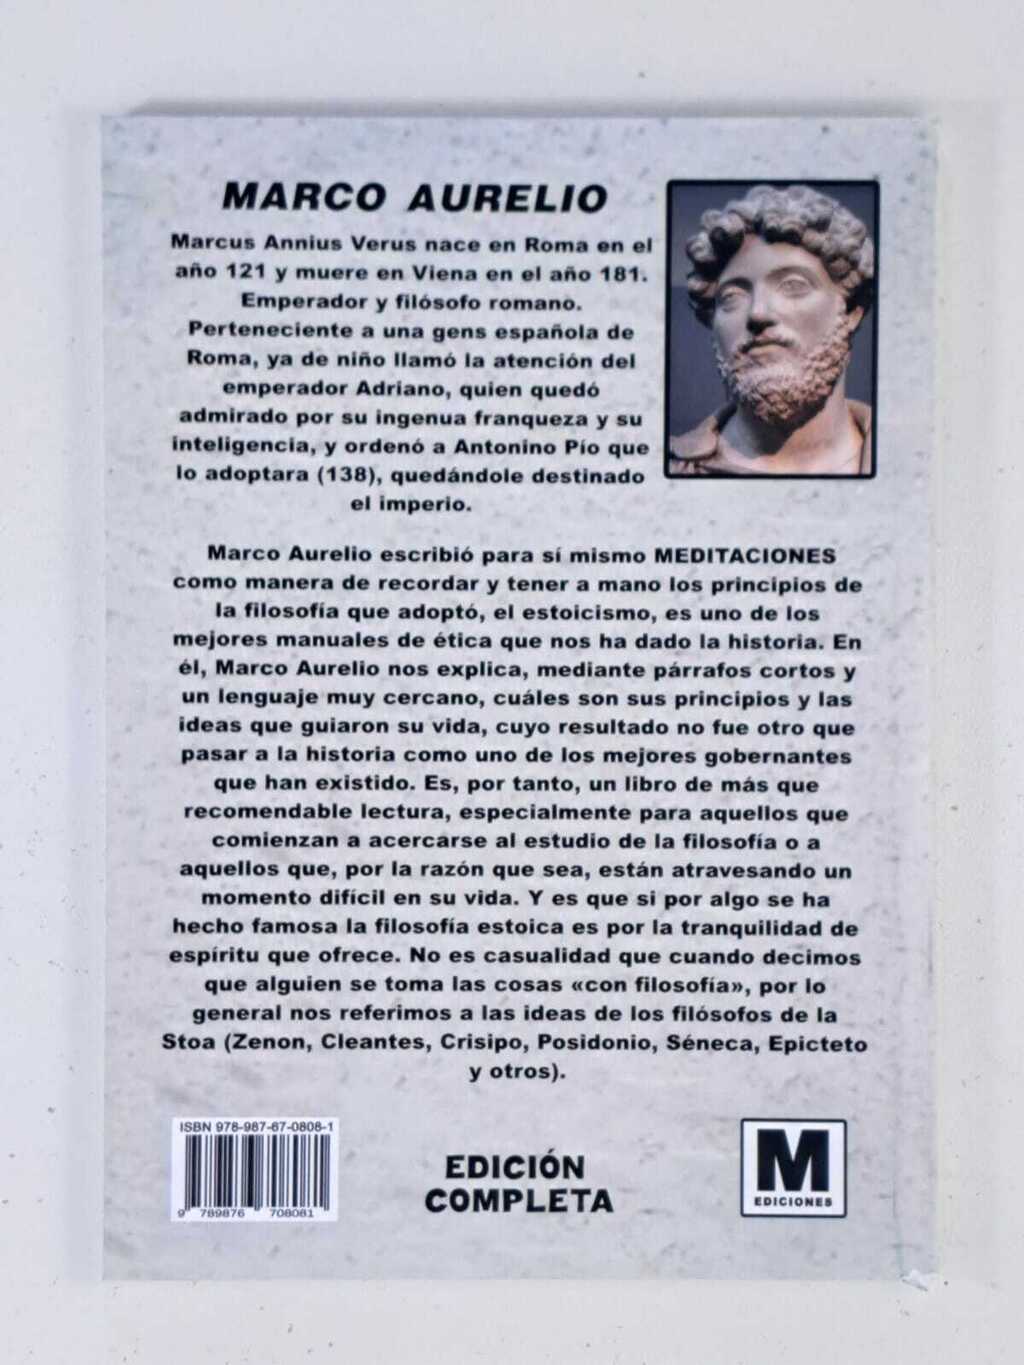 MARCO AURELIO
Marcus Annius Verus nace en Roma en el
año 121 y muere en Viena en el año 181.
Emperador y filósofo romano.
Perteneciente a una gens española de
Roma, ya de niño llamó la atención del
emperador Adriano, quien quedó
admirado por su ingenua franqueza y su
inteligencia, y ordenó a Antonino Pío que
lo adoptara (138), quedándole destinado
el imperio.
Marco Aurelio escribió para sí mismo MEDITACIONES
como manera de recordar y tener a mano los principios de
la filosofía que adoptó, el estoicismo, es uno de los
mejores manuales de ética que nos ha dado la historia. En
él, Marco Aurelio nos explica, mediante párrafos cortos y
un lenguaje muy cercano, cuáles son sus principios y las
ideas que guiaron su vida, cuyo resultado no fue otro que
pasar a la historia como uno de los mejores gobernantes
que han existido. Es, por tanto, un libro de más que
recomendable lectura, especialmente para aquellos que
comienzan a acercarse al estudio de la filosofía o a
aquellos que, por la razón que sea, están atravesando un
momento difícil en su vida. Y es que si por algo se ha
hecho famosa la filosofía estoica es por la tranquilidad de
espíritu que ofrece. No es casualidad que cuando decimos
que alguien se toma las cosas «con filosofía», por lo
general nos referimos a las ideas de los filósofos de la
Stoa (Zenon, Cleantes, Crisipo, Posidonio, Séneca, Epicteto
y otros).
ISBN 978-987-67-0808-1
9 789876 708081
EDICIÓN
COMPLETA
M
EDICIONES